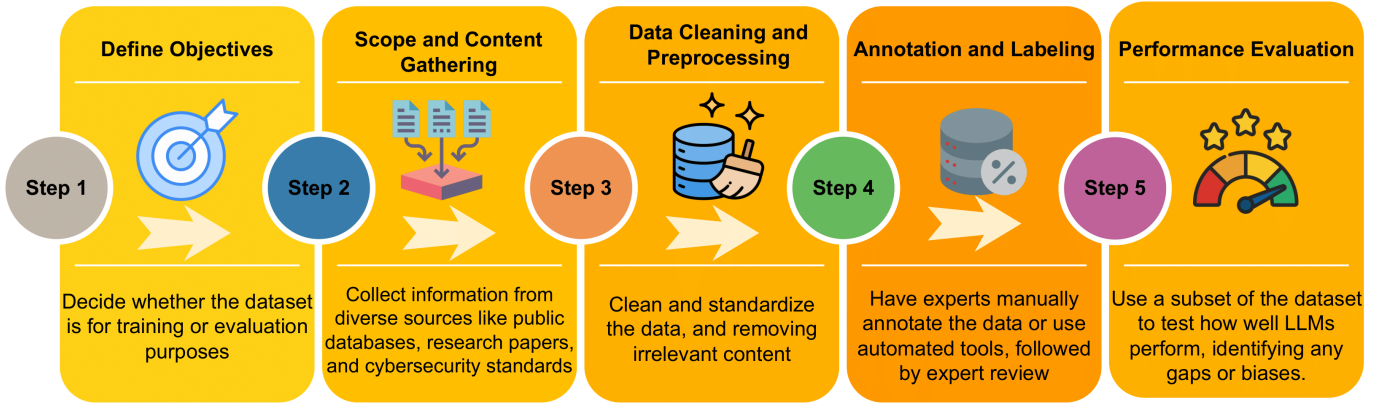 Define Objectives
Step 1
Decide whether the dataset
is for training or evaluation
purposes
Scope and Content
Gathering
Step 2
Collect information from
diverse sources like public
databases, research papers,
and cybersecurity standards
Data Cleaning and
Preprocessing
Step 3
Clean and standardize
the data, and removing
irrelevant content
Annotation and Labeling
Step 4
%
Have experts manually
annotate the data or use
automated tools, followed
by expert review
Performance Evaluation
Step 5
Use a subset of the dataset
to test how well LLMs
perform, identifying any
gaps or biases.